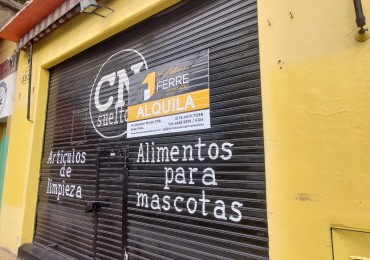 CN
suelto
FERRE
ALQUILA
Artículos
de
limpieza
Alimentos
para
mascotas